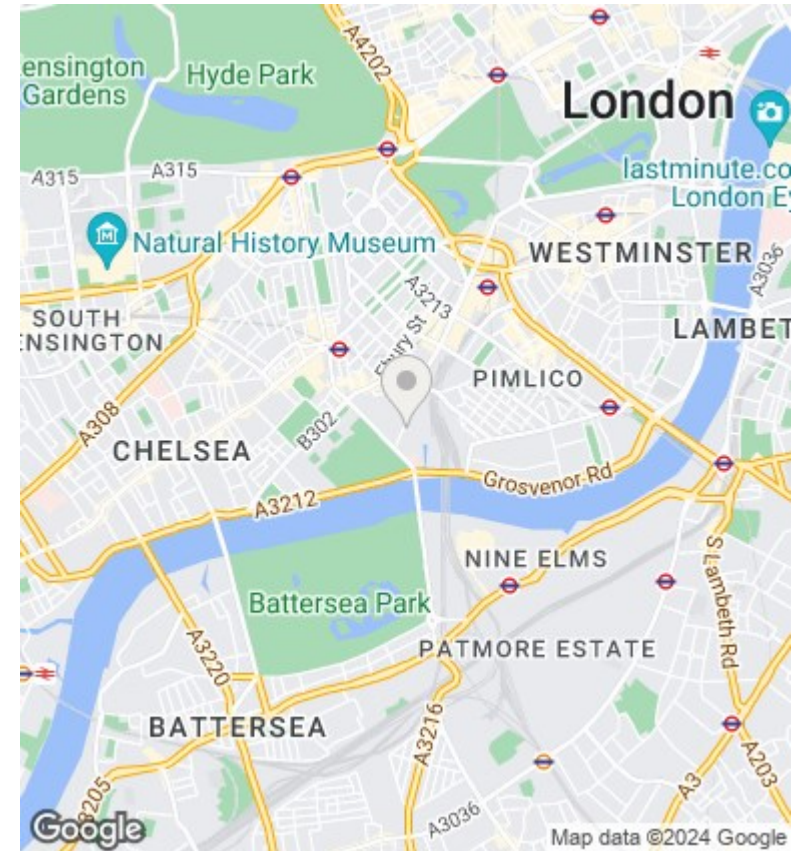 A4202
ensington
Gardens
Hyde Park
London
A315
A315
lastminute.co
London Ey
Natural History Museum
WESTMINSTER
A3036
A3213
SOUTH
ENSINGTON
Ebury St
LAMBET
PIMLICO
A308
B302
CHELSEA
Grosvenor Rd
A3212
S Lambeth Rd
NINE ELMS
Battersea Park
A3220
PATMORE ESTATE
BATTERSEA
A3216
A3205
A3
A203
A3036
Google
Map data ©2024 Google